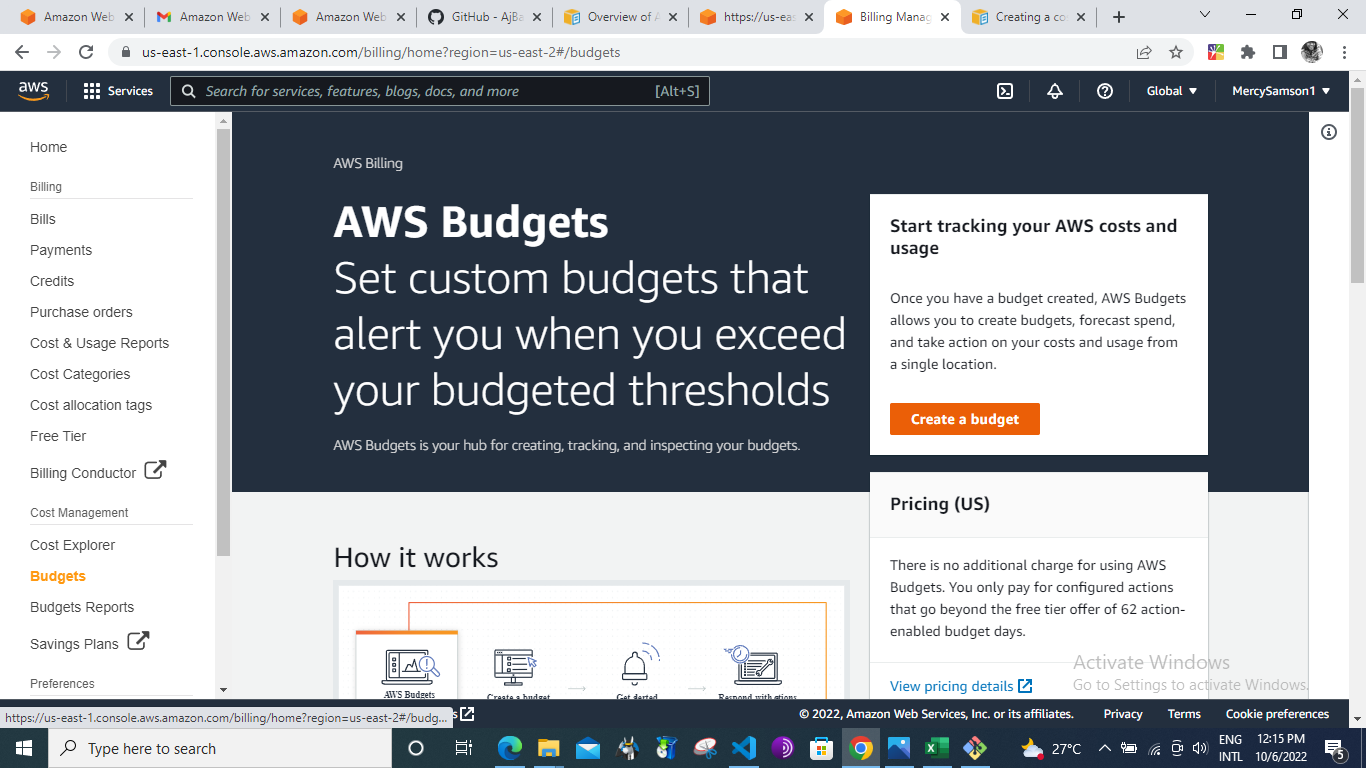 Amazon Web
Amazon Web
Amazon Web
GitHub - AjBa
Overview of A
https://us-eas
Billing Manag
Creating a co
us-east-1.console.aws.amazon.com/billing/home?region=us-east-2#/budgets
aws
Services
Search for services, features, blogs, docs, and more
[Alt+S]
Global
MercySamson1
Home
Billing
Bills
Payments
Credits
Purchase orders
Cost & Usage Reports
Cost Categories
Cost allocation tags
Free Tier
Billing Conductor
Cost Management
Cost Explorer
Budgets
Budgets Reports
Savings Plans
Preferences
AWS Billing
AWS Budgets
Set custom budgets that
alert you when you exceed
your budgeted thresholds
AWS Budgets is your hub for creating, tracking, and inspecting your budgets.
Start tracking your AWS costs and
usage
Once you have a budget created, AWS Budgets
allows you to create budgets, forecast spend,
and take action on your costs and usage from
a single location.
Create a budget
Pricing (US)
There is no additional charge for using AWS
Budgets. You only pay for configured actions
that go beyond the free tier offer of 62 action-
enabled budget days.
View pricing details
How it works
AWS Budgets
Create a budget
Get alerted
Respond with actions
Activate Windows
Go to Settings to activate Windows.
https://us-east-1.console.aws.amazon.com/billing/home?region=us-east-2#/budg...
© 2022, Amazon Web Services, Inc. or its affiliates.
Privacy
Terms
Cookie preferences
Type here to search
27°C
ENG
INTL
12:15 PM
10/6/2022
5